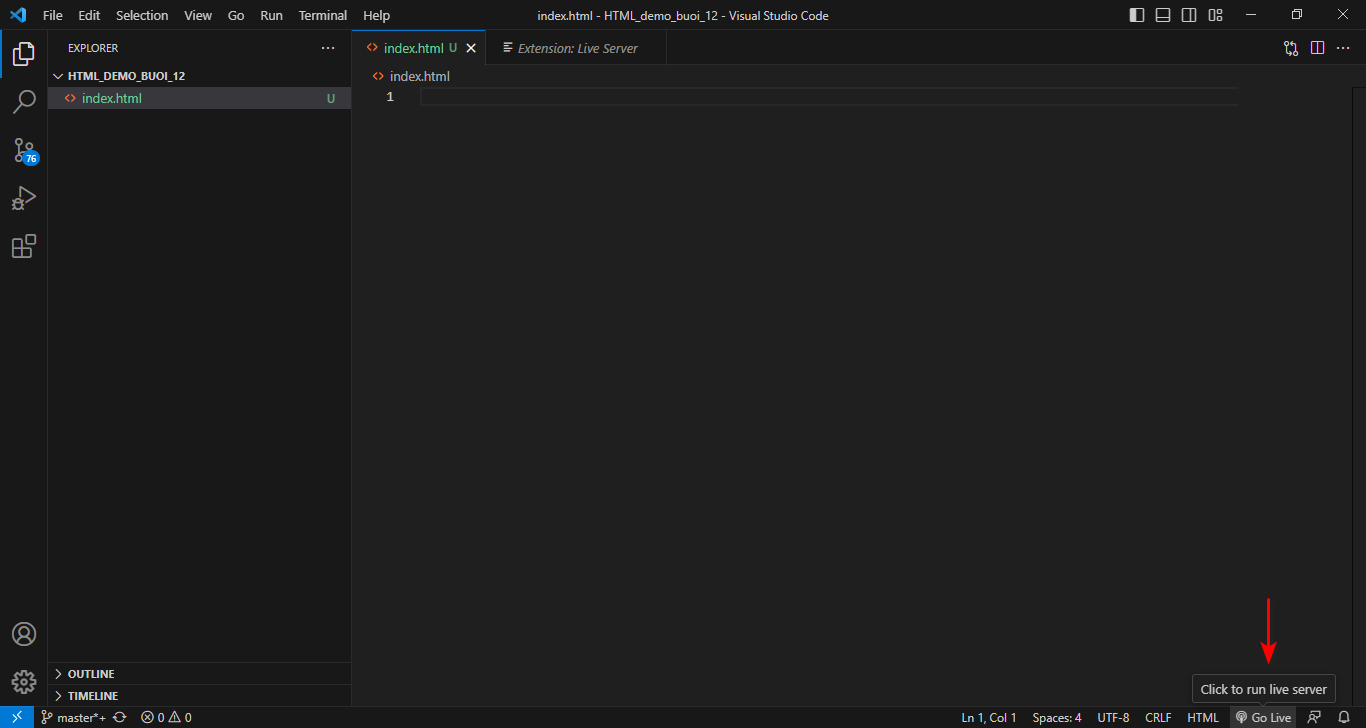 File Edit Selection View Go Run Terminal Help
index.html - HTML_demo_buoi_12 - Visual Studio Code
EXPLORER
HTML_DEMO_BUOI_12
index.html U
76
OUTLINE
TIMELINE
index.html U
Extension: Live Server
index.html
1
Click to run live server
master*+ 0 0
Ln 1, Col 1 Spaces: 4 UTF-8 CRLF HTML Go Live